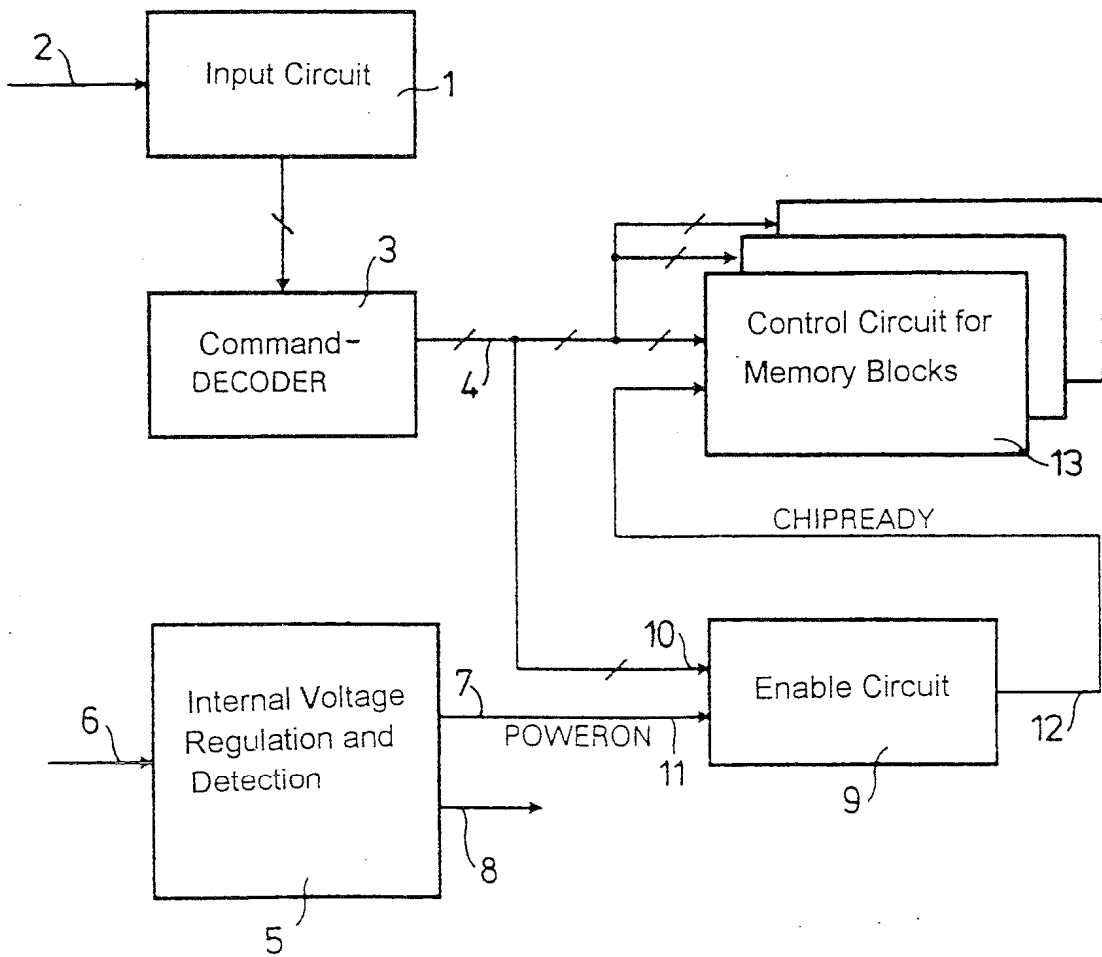 2
Input Circuit
1
3
Command-
DECODER
4
Control Circuit for
Memory Blocks
13
CHIPREADY
10
Enable Circuit
7
POWERON
11
12
9
6
Internal Voltage
Regulation and
Detection
8
5